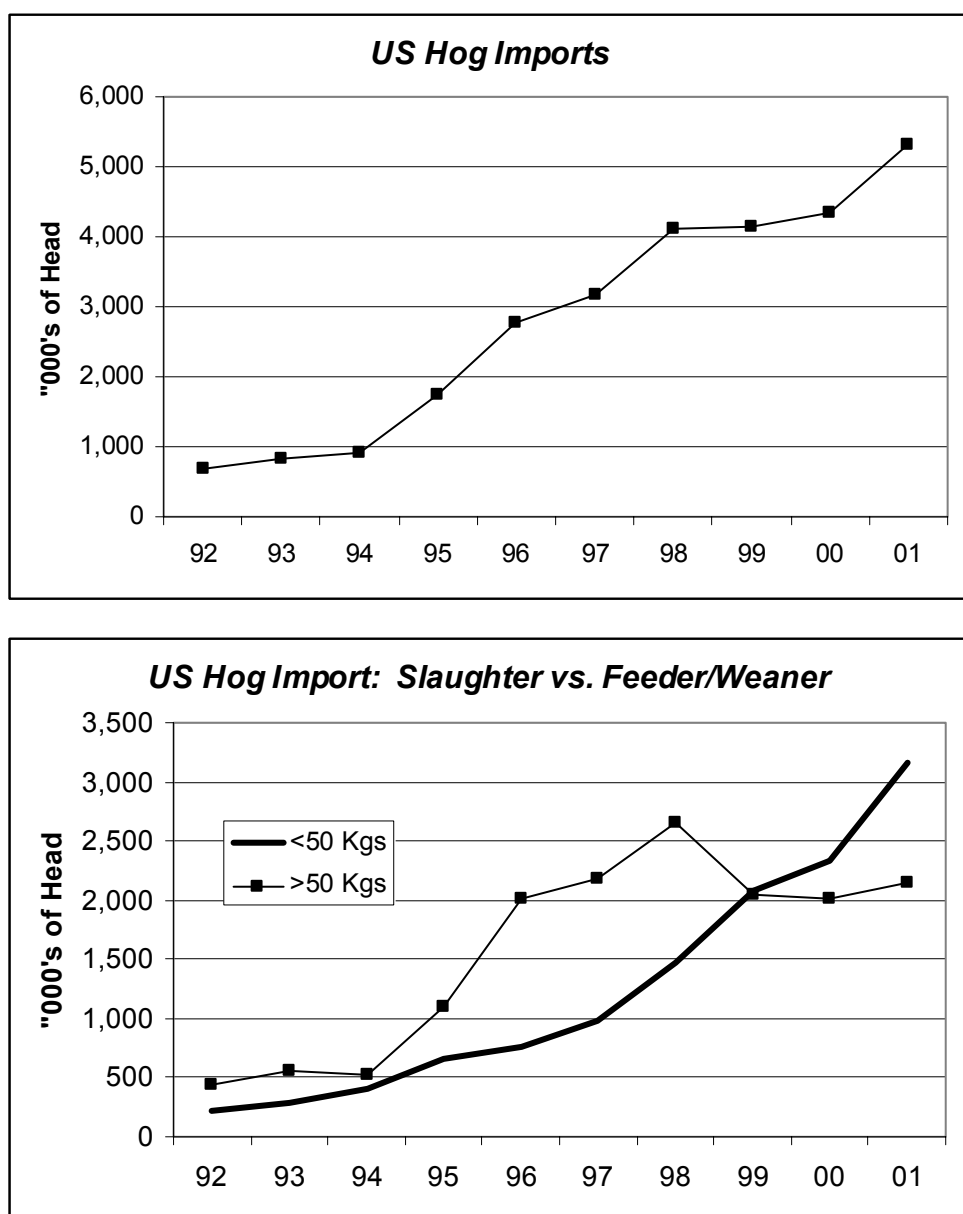 US Hog Imports
6,000
5,000
4,000
3,000
2,000
1,000
0
"000's of Head
92 93 94 95 96 97 98 99 00 01
US Hog Import: Slaughter vs. Feeder/Weaner
3,500
3,000
2,500
2,000
1,500
1,000
500
0
"000's of Head
<50 Kgs
>50 Kgs
92 93 94 95 96 97 98 99 00 01